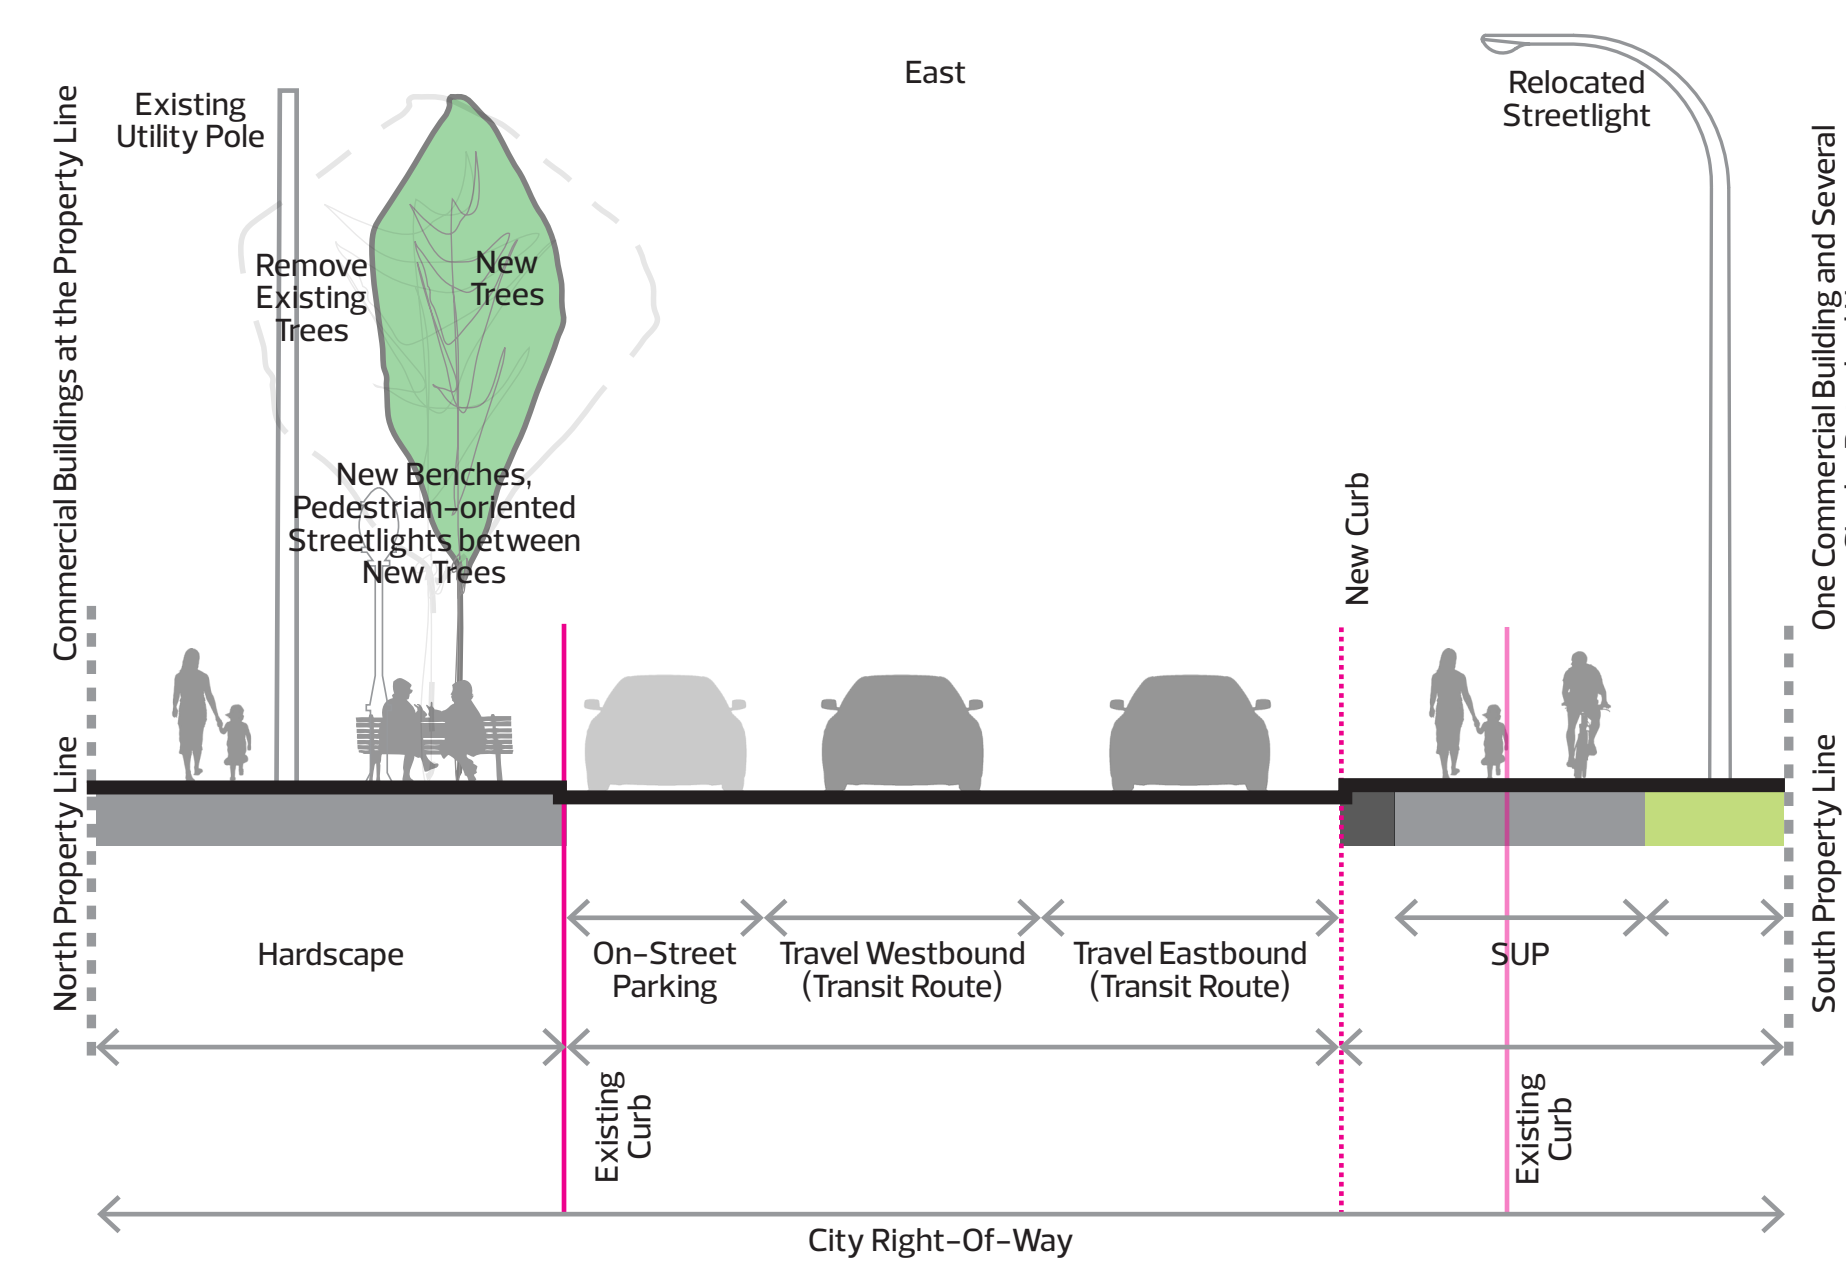 East
Existing
Utility Pole
Relocated
Streetlight
Commercial Buildings at the Property Line
One Commercial Building and Several
Remove
Existing
Trees
New
Trees
New Benches,
Pedestrian-oriented
Streetlights between
New Trees
New Curb
North Property Line
South Property Line
Hardscape
On-Street
Parking
Travel Westbound
(Transit Route)
Travel Eastbound
(Transit Route)
SUP
Existing
Curb
Existing
Curb
City Right-Of-Way